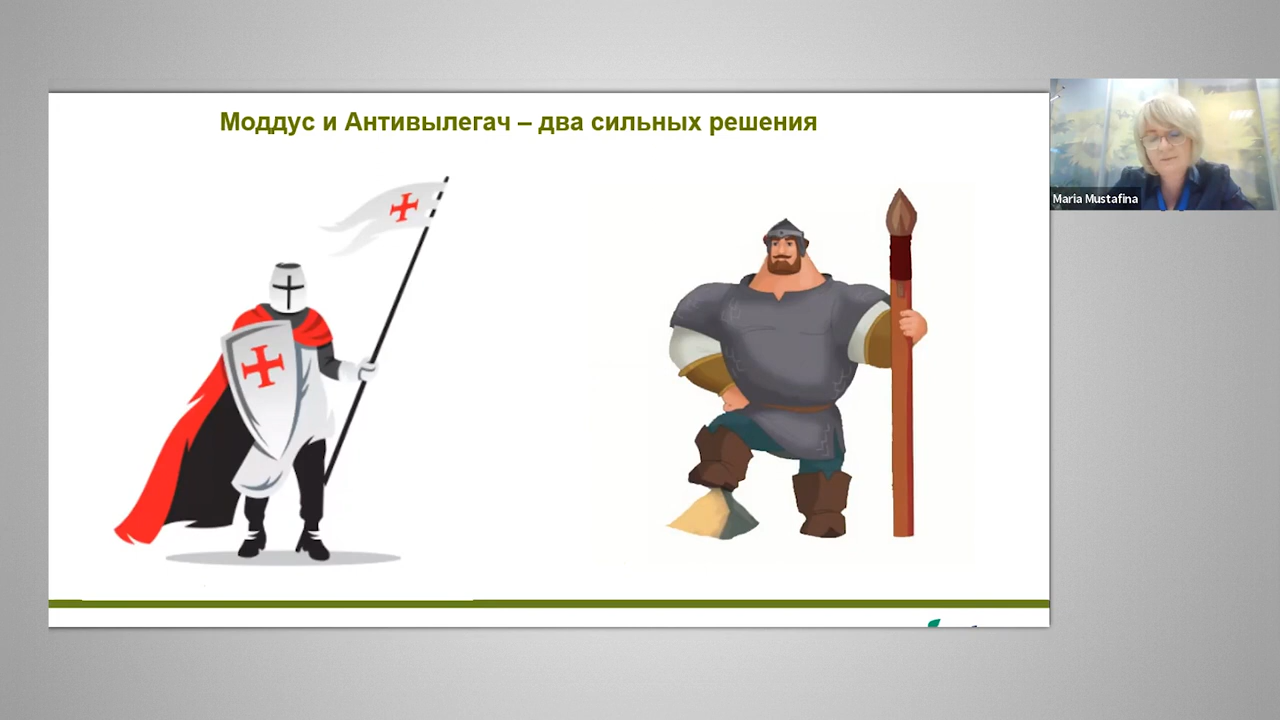 Моддус и Антивылегач – два сильных решения
Maria Mustafina